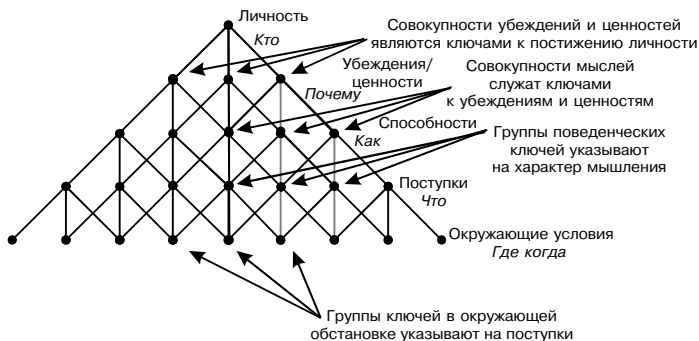 Личность
Кто
Совокупности убеждений и ценностей
являются ключами к постижению личности
Убеждения/
ценности
Почему
Совокупности мыслей
служат ключами
к убеждениям и ценностям
Способности
Как
Группы поведенческих
ключей указывают
на характер мышления
Поступки
Что
Окружающие условия
Где когда
Группы ключей в окружающей
обстановке указывают на поступки